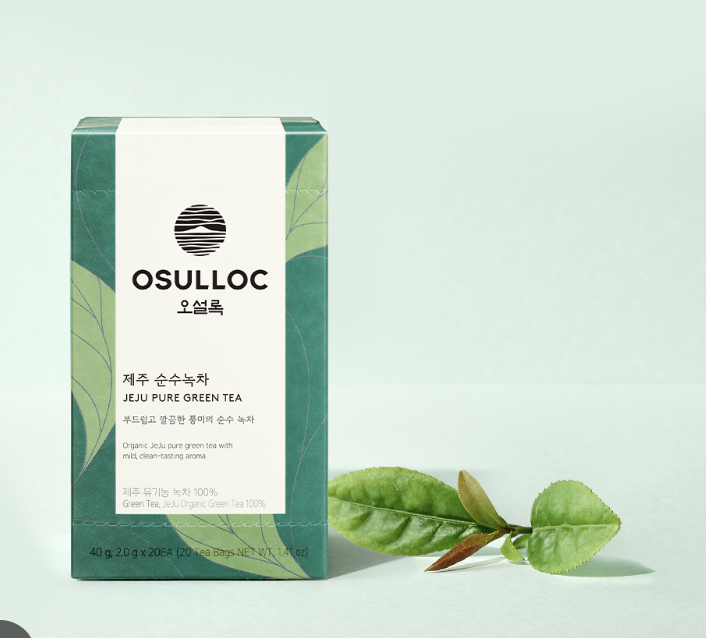 OSULLOC
오설록
제주 순수녹차
JEJU PURE GREEN TEA
부드럽고 깔끔한 풍미의 순수 녹차
Organic JeJu pure green tea with
mild, clean-tasting aroma
제주 유기농 녹차 100%
Green Tea, JeJu Organic Green Tea 100%
40 g, 2.0 g x 20EA (20 Tea Bags NET WT. 1.41 oz)